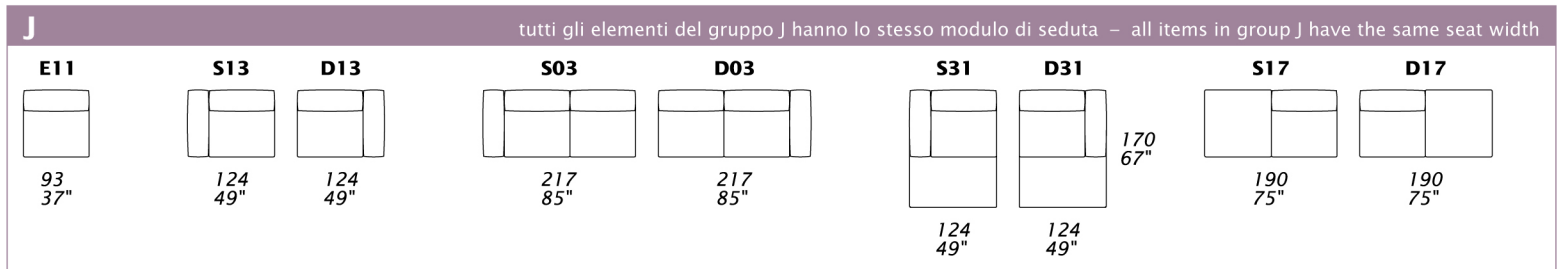 J
tutti gli elementi del gruppo J hanno lo stesso modulo di seduta – all items in group J have the same seat width
E11 S13 D13 S03 D03 S31 D31 S17 D17
170
67"
93 124 124 217 217 190 190
37" 49" 49" 85" 85" 75" 75"
124 124
49" 49"